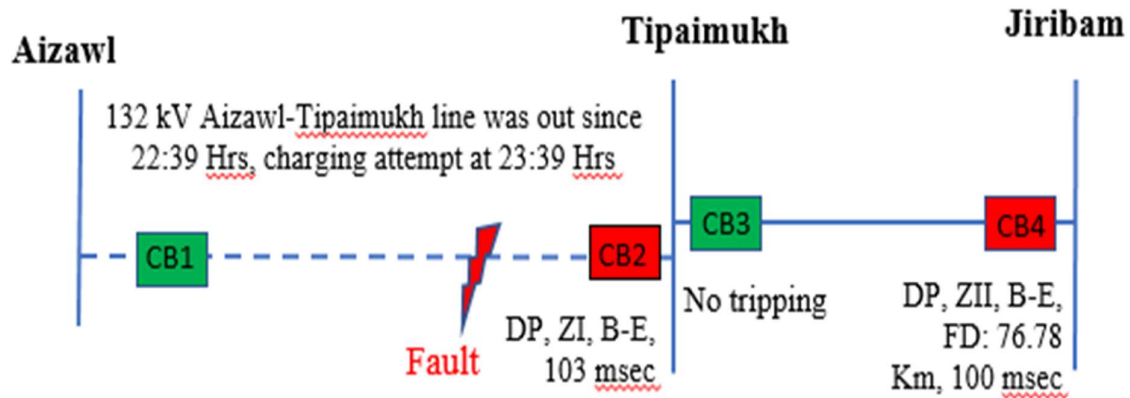 Aizawl
Tipaimukh
Jiribam
132 kV Aizawl-Tipaimukh line was out since
22:39 Hrs, charging attempt at 23:39 Hrs
CB1
CB2
CB3
CB4
Fault
DP, ZI, B-E,
103 msec
No tripping
DP, ZII, B-E,
FD: 76.78
Km, 100 msec